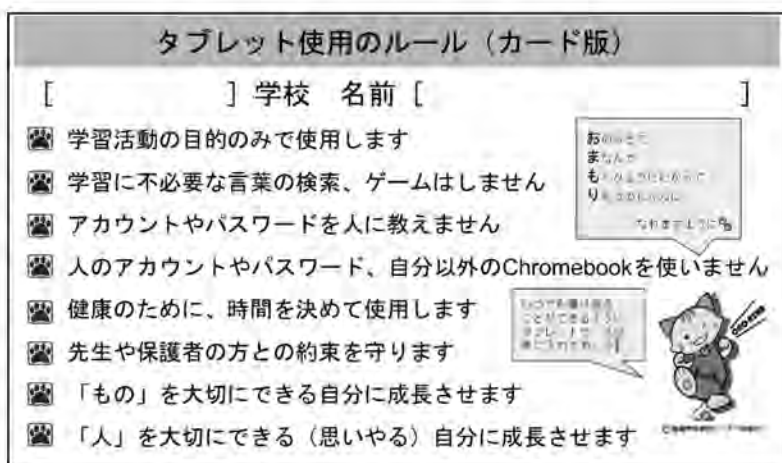 タブレット使用のルール（カード版）
[　　　　] 学校　名前 [　　　　　　]
学習活動の目的のみで使用します
学習に不必要な言葉の検索、ゲームはしません
アカウントやパスワードを人に教えません
人のアカウントやパスワード、自分以外のChromebookを使いません
健康のために、時間を決めて使用します
先生や保護者の方との約束を守ります
「もの」を大切にできる自分に成長させます
「人」を大切にできる（思いやる）自分に成長させます
お
ま
も
り